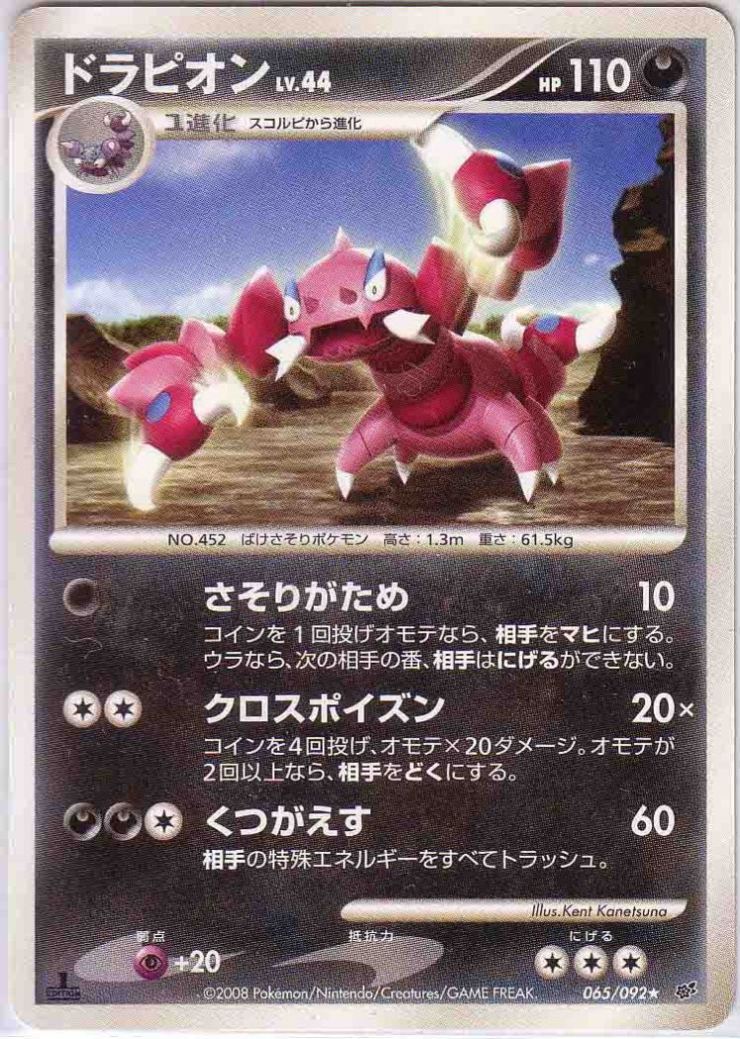 ドラピオン LV.44 HP 110
1進化 スコルピから進化
NO.452 ばけさそりポケモン 高さ：1.3m 重さ：61.5kg
さそりがため 10
コインを1回投げオモテなら、相手をマヒにする。
ウラなら、次の相手の番、相手はにげるができない。
クロスポイズン 20×
コインを4回投げ、オモテ×20ダメージ。オモテが
2回以上なら、相手をどくにする。
くつがえす 60
相手の特殊エネルギーをすべてトラッシュ。
Illus.Kent Kanetsuna
弱点 抵抗力 にげる
+20
1
EDITION
©2008 Pokémon/Nintendo/Creatures/GAME FREAK. 065/092★